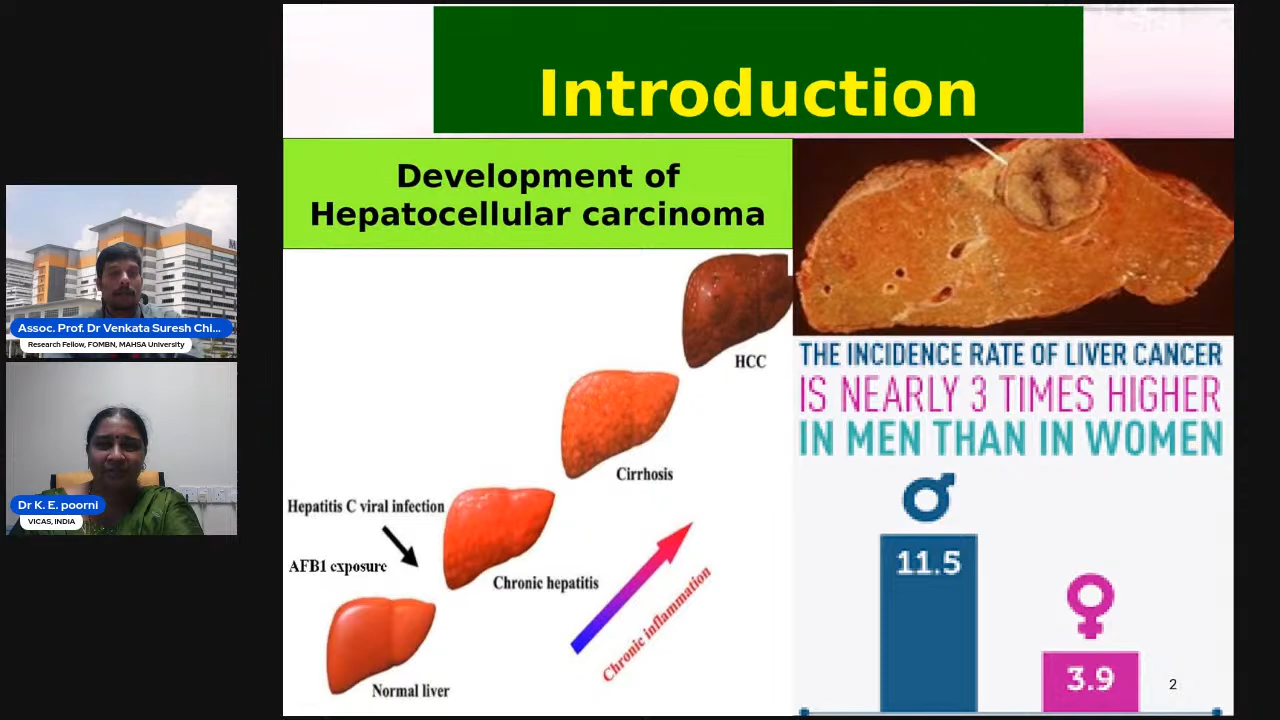 Introduction
Development of
Hepatocellular carcinoma
HCC
Cirrhosis
Hepatitis C viral infection
AFB1 exposure
Chronic hepatitis
Chronic inflammation
Normal liver
THE INCIDENCE RATE OF LIVER CANCER
IS NEARLY 3 TIMES HIGHER
IN MEN THAN IN WOMEN
11.5
3.9
2
Assoc. Prof. Dr Venkata Suresh Chi...
Research Fellow, FOMBN, MAHSA University
Dr K. E. poorni
VICAS, INDIA